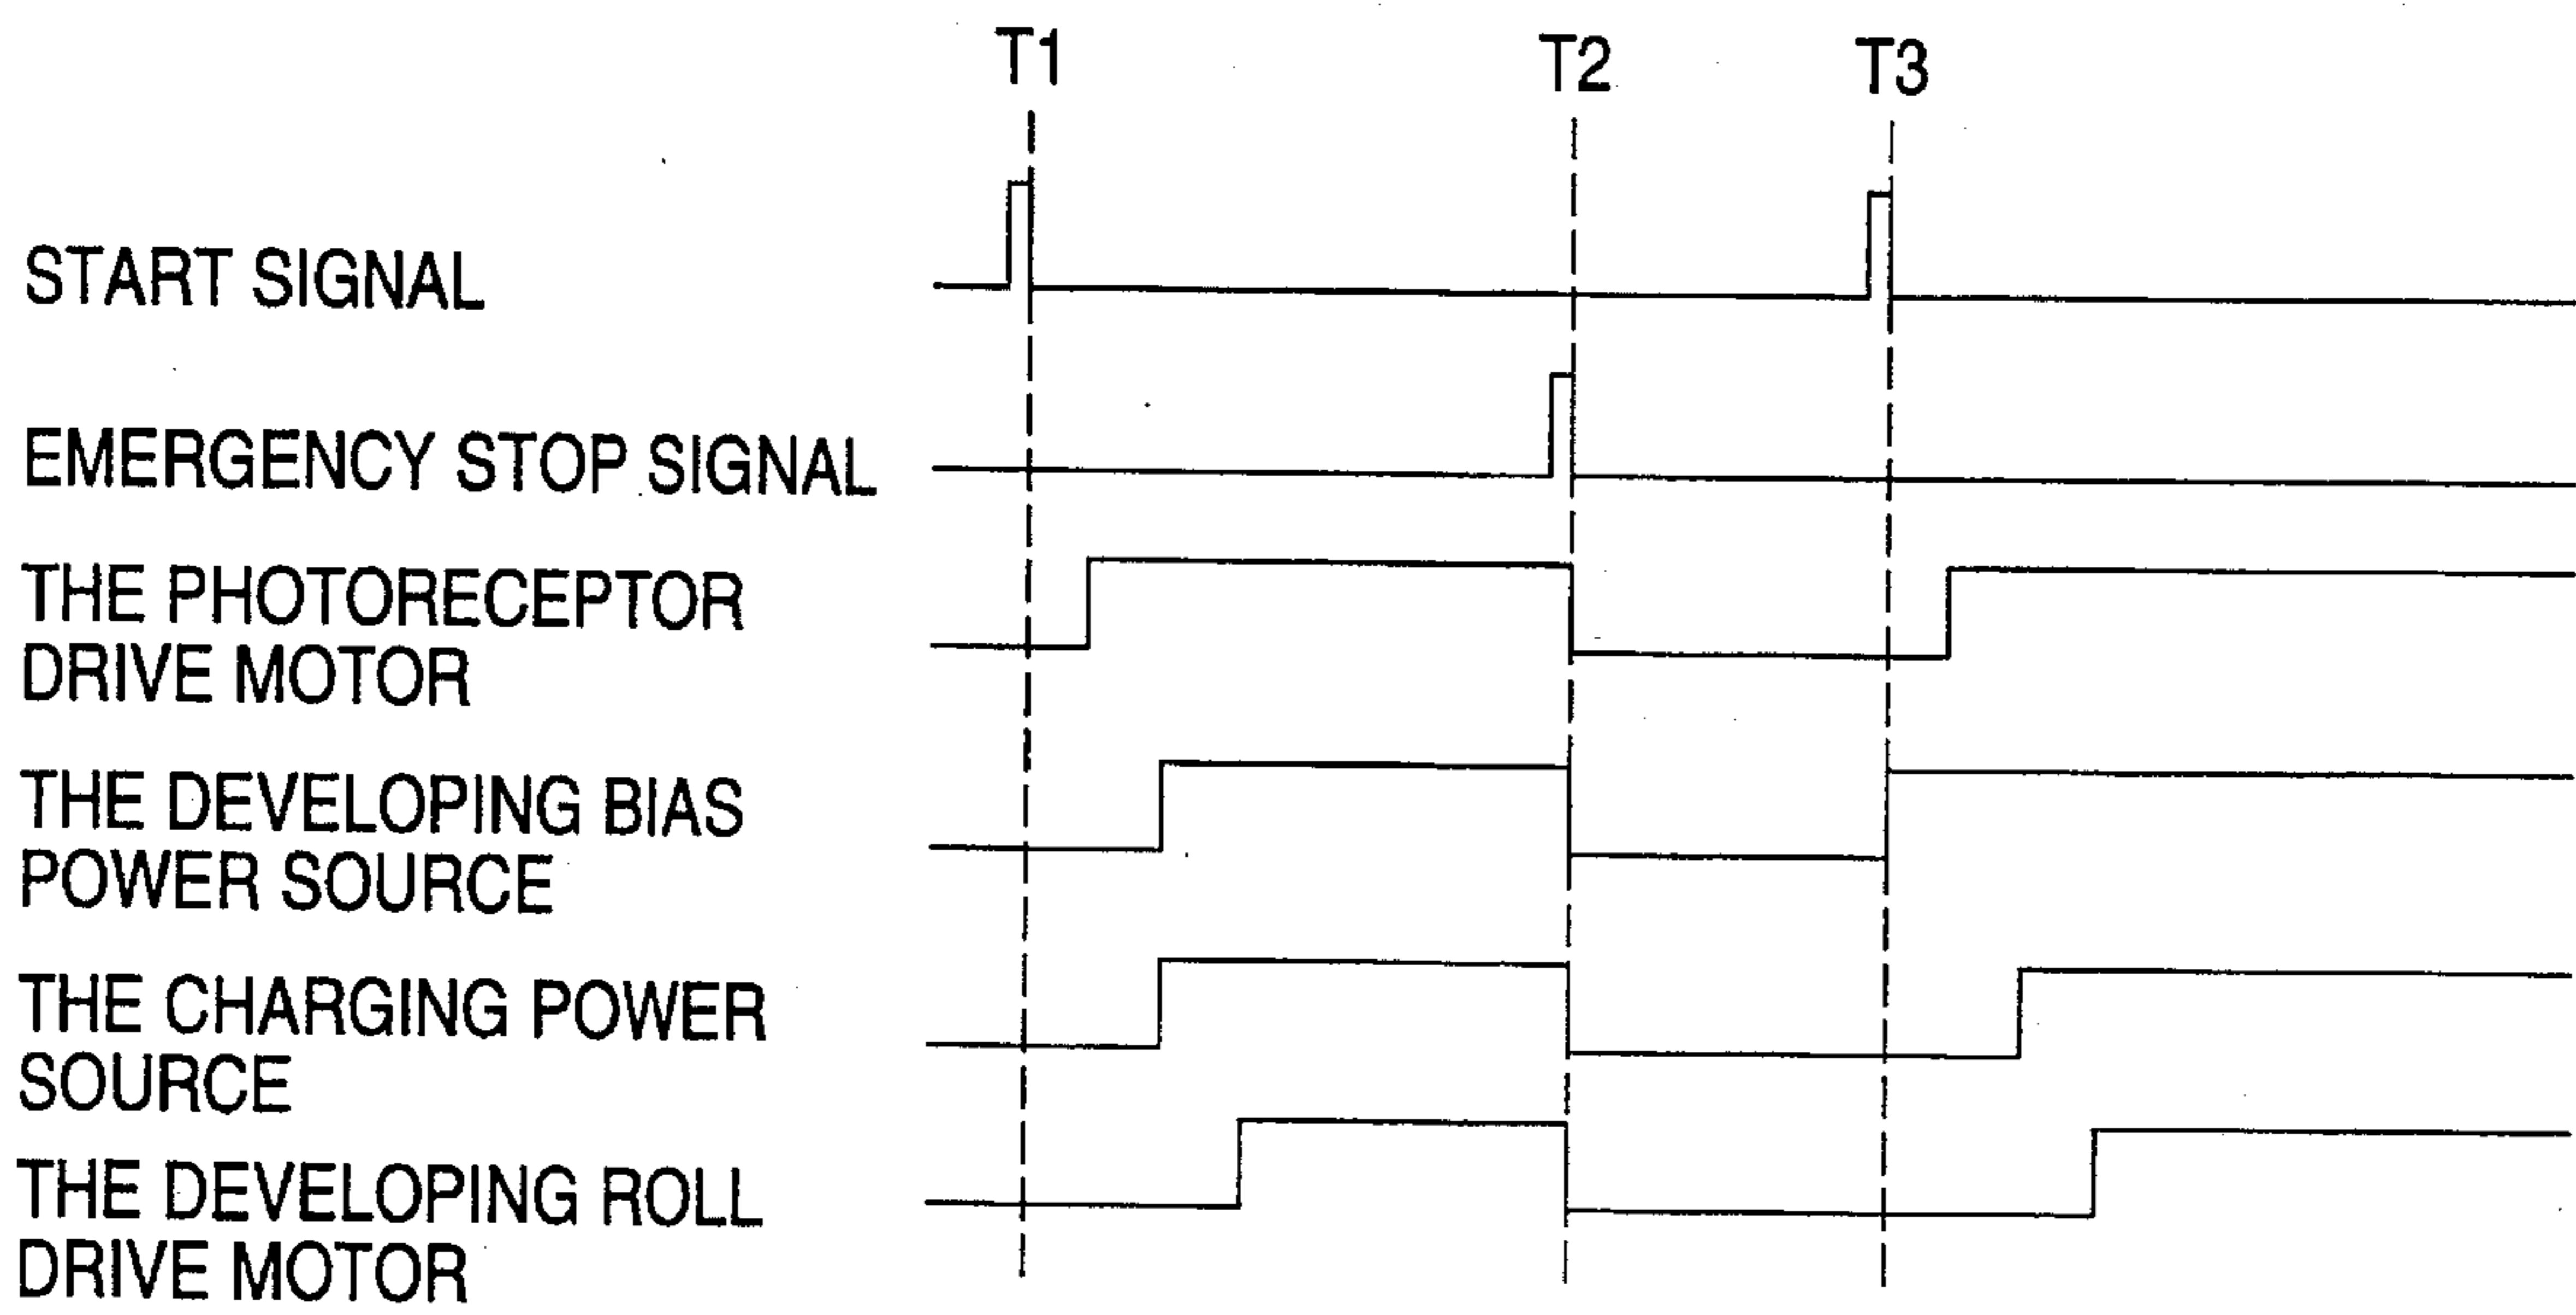 T1 T2 T3
START SIGNAL
EMERGENCY STOP SIGNAL
THE PHOTORECEPTOR
DRIVE MOTOR
THE DEVELOPING BIAS
POWER SOURCE
THE CHARGING POWER
SOURCE
THE DEVELOPING ROLL
DRIVE MOTOR